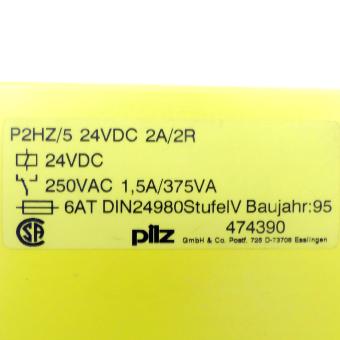 P2HZ/5 24VDC 2A/2R
24VDC
250VAC 1,5A/375VA
6AT DIN24980StufeIV Baujahr:95
SA pilz 474390
GmbH & Co. Postf. 725 D-73708 Esslingen